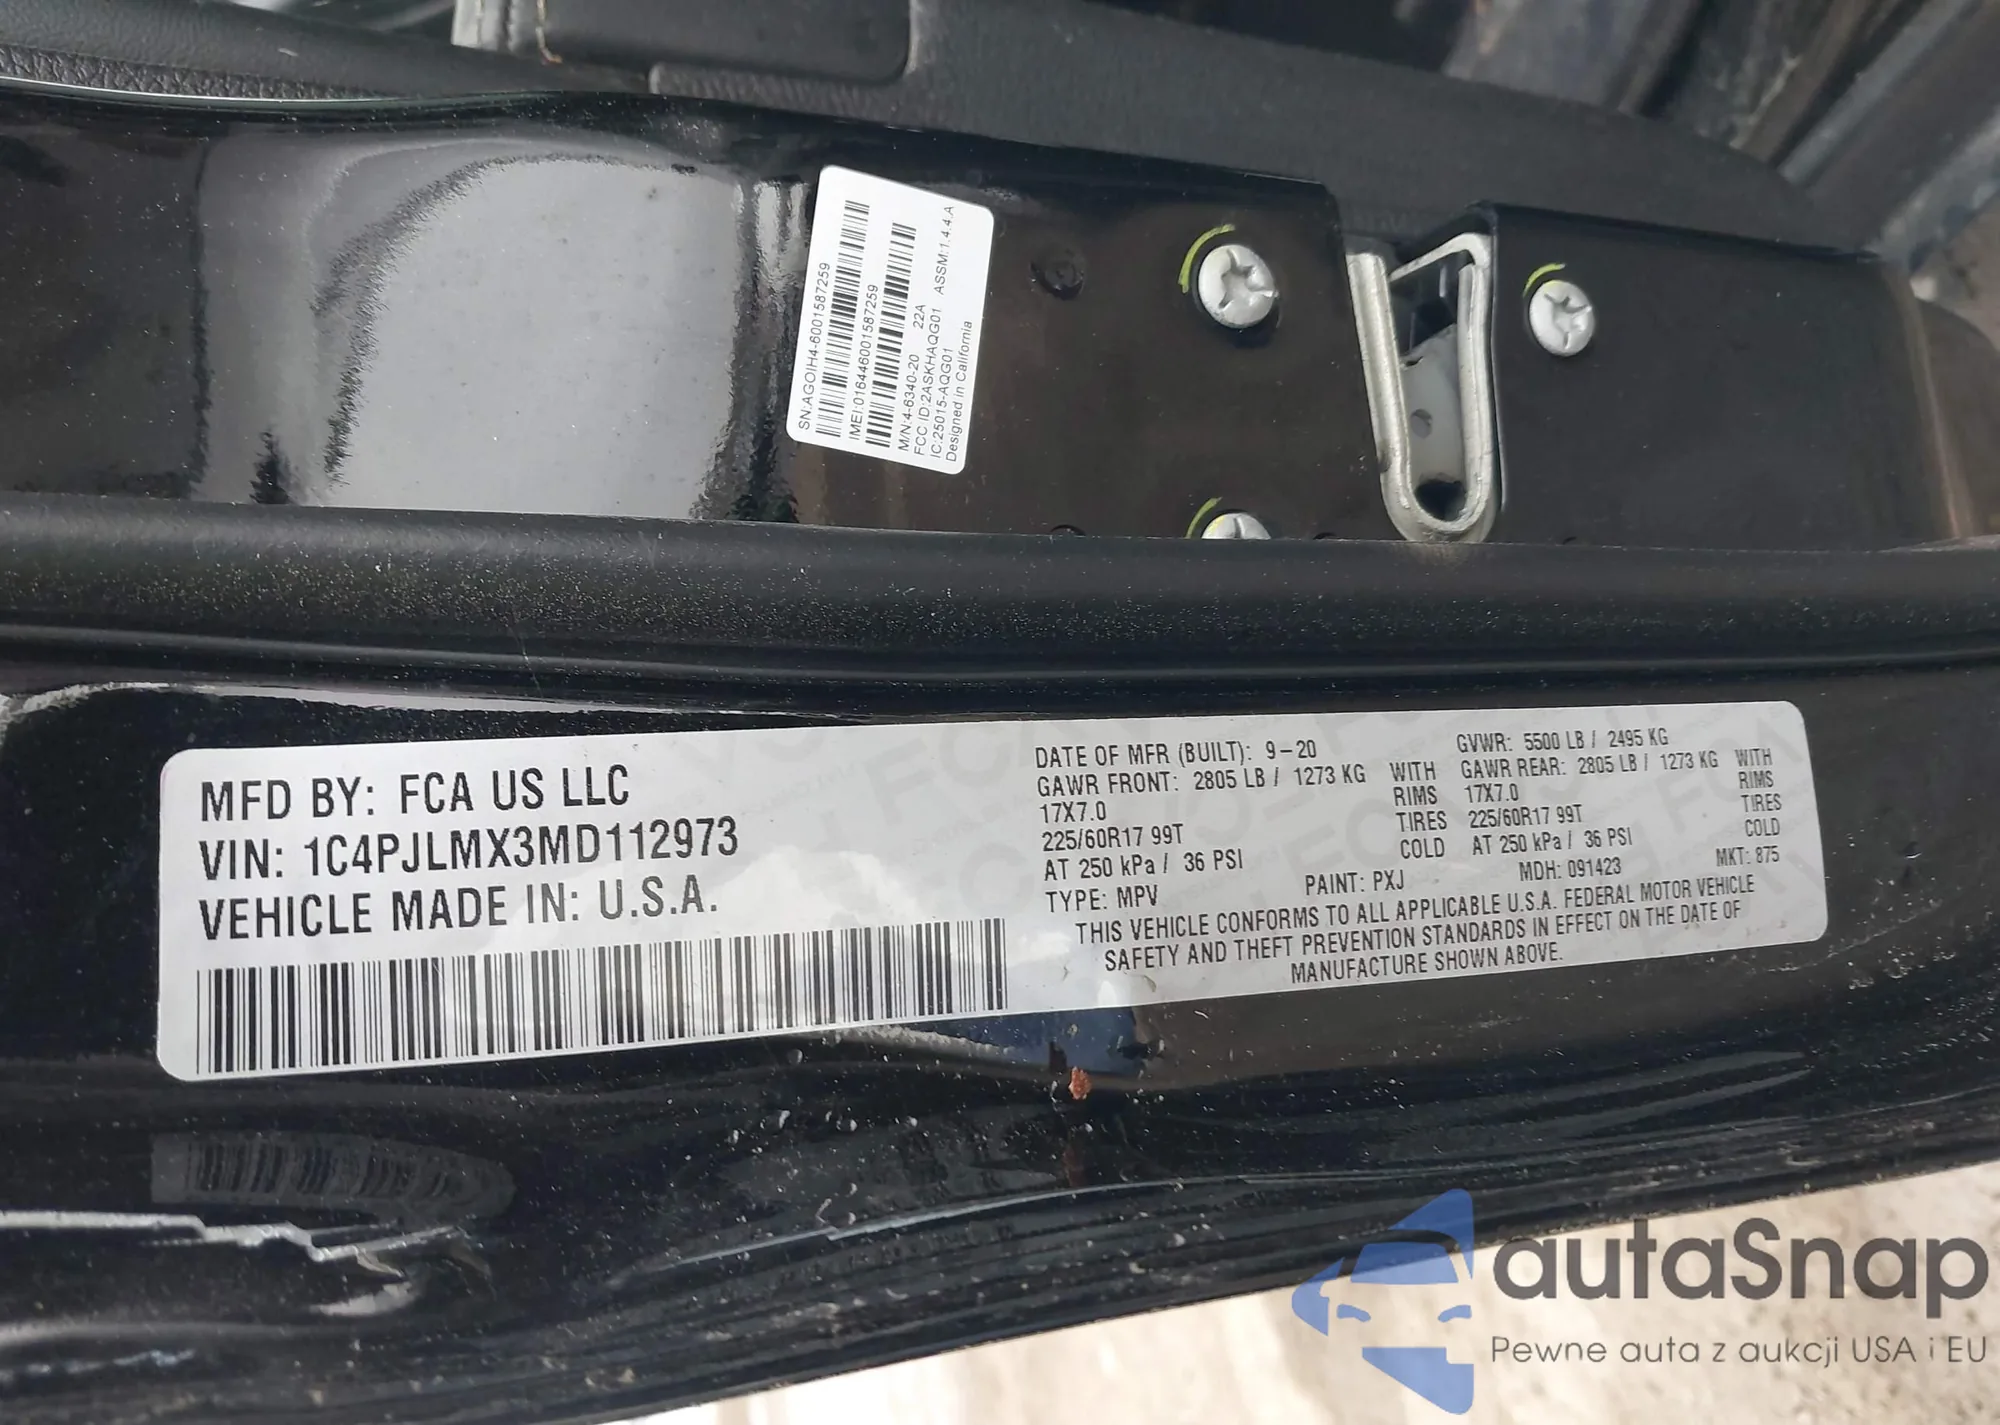 SN:AGOIH4-6001587259
IMEI:016446001587259
M/N:4-6340-20 22A
FCC ID:2ASKHAQG01 ASSM:1.4.4.A
IC:25015-AQG01
Designed in California
MFD BY: FCA US LLC
VIN: 1C4PJLMX3MD112973
VEHICLE MADE IN: U.S.A.
DATE OF MFR (BUILT): 9-20 GVWR: 5500 LB / 2495 KG
GAWR FRONT: 2805 LB / 1273 KG WITH GAWR REAR: 2805 LB / 1273 KG WITH
17X7.0 RIMS 17X7.0 RIMS
225/60R17 99T TIRES 225/60R17 99T TIRES
AT 250 kPa / 36 PSI COLD AT 250 kPa / 36 PSI COLD
TYPE: MPV PAINT: PXJ MDH: 091423 MKT: 875
THIS VEHICLE CONFORMS TO ALL APPLICABLE U.S.A. FEDERAL MOTOR VEHICLE
SAFETY AND THEFT PREVENTION STANDARDS IN EFFECT ON THE DATE OF
MANUFACTURE SHOWN ABOVE.
autaSnap
Pewne auta z aukcji USA i EU